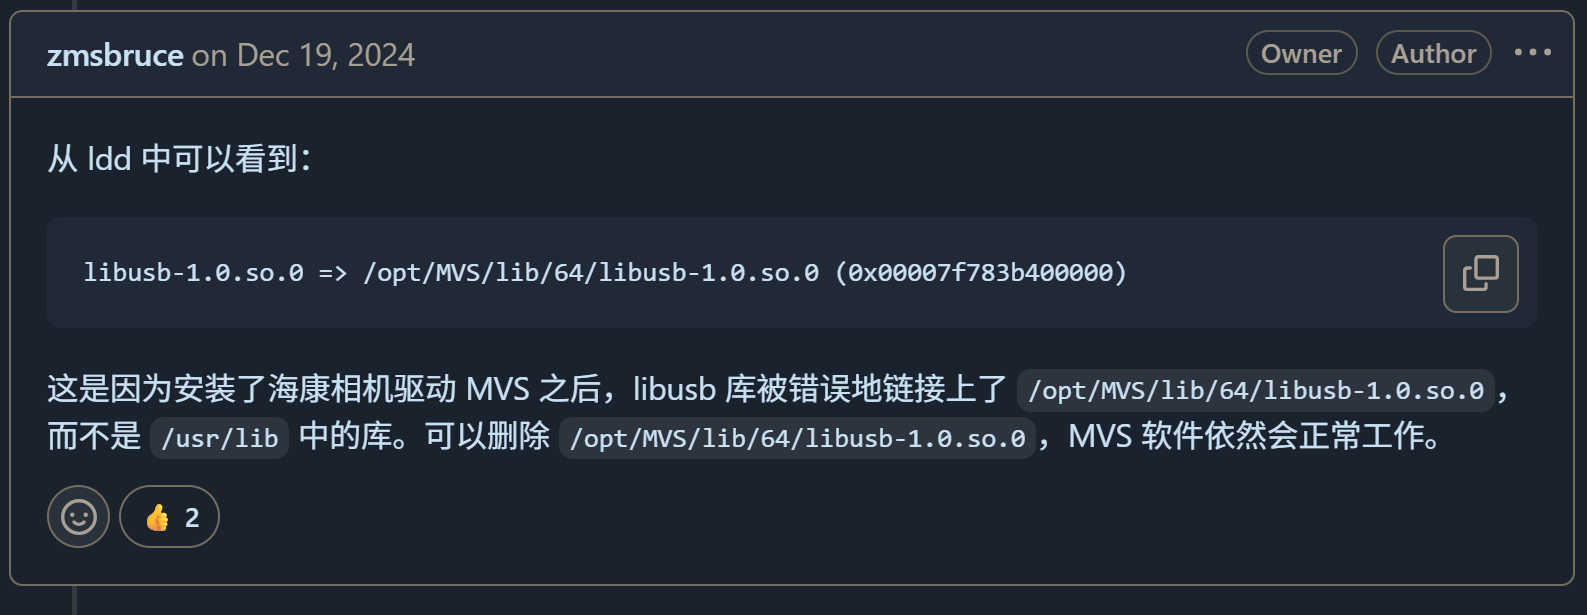 zmsbruce on Dec 19, 2024 Owner Author
从 ldd 中可以看到：
libusb-1.0.so.0 => /opt/MVS/lib/64/libusb-1.0.so.0 (0x00007f783b400000)
这是因为安装了海康相机驱动 MVS 之后，libusb 库被错误地链接上了 /opt/MVS/lib/64/libusb-1.0.so.0，
而不是 /usr/lib 中的库。可以删除 /opt/MVS/lib/64/libusb-1.0.so.0，MVS 软件依然会正常工作。
👍 2